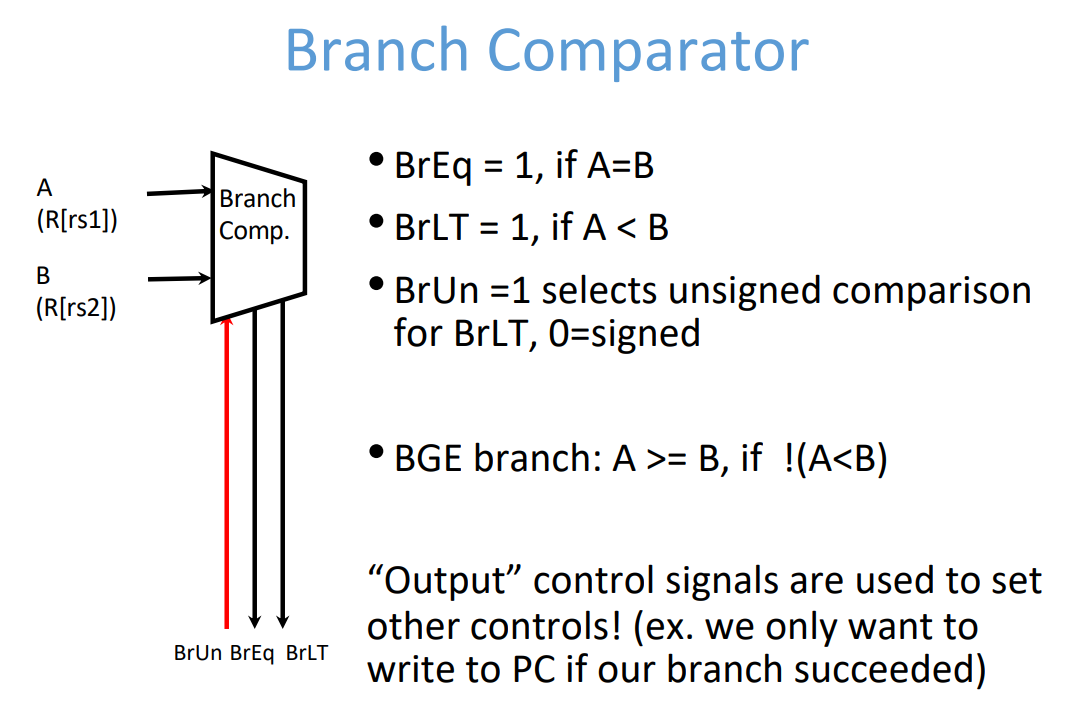 Branch Comparator
A
(R[rs1])
B
(R[rs2])
Branch
Comp.
BrUn BrEq BrLT
• BrEq = 1, if A=B
• BrLT = 1, if A < B
• BrUn =1 selects unsigned comparison
for BrLT, 0=signed
• BGE branch: A >= B, if !(A<B)
“Output” control signals are used to set
other controls! (ex. we only want to
write to PC if our branch succeeded)